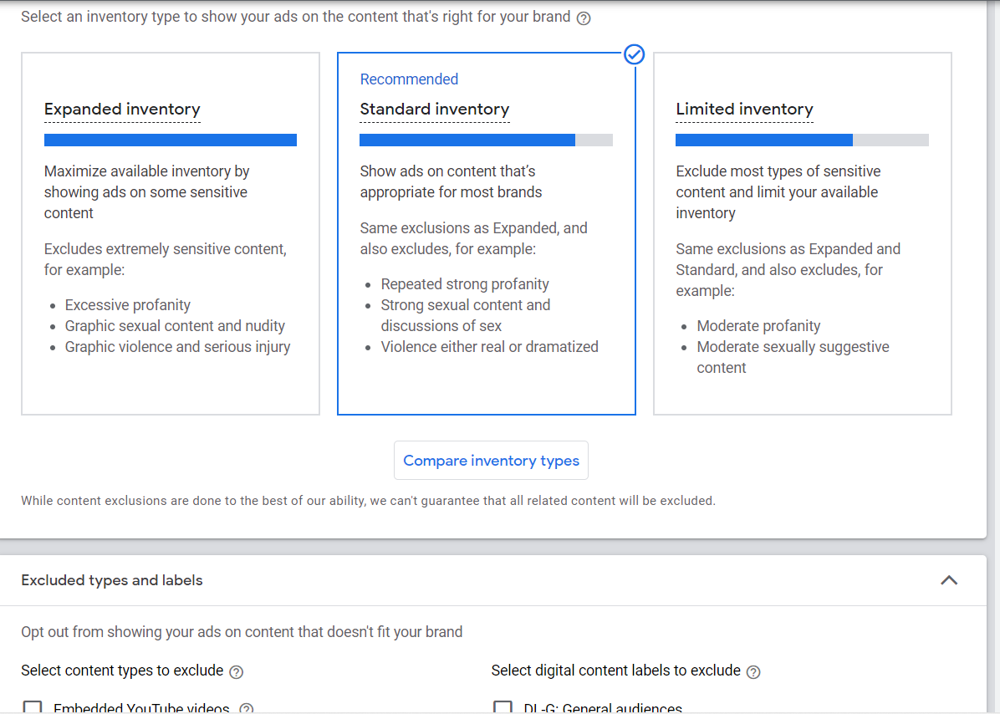 Select an inventory type to show your ads on the content that's right for your brand
Recommended
Expanded inventory
Standard inventory
Limited inventory
Maximize available inventory by
showing ads on some sensitive
content
Excludes extremely sensitive content,
for example:
• Excessive profanity
• Graphic sexual content and nudity
• Graphic violence and serious injury
Show ads on content that’s
appropriate for most brands
Same exclusions as Expanded, and
also excludes, for example:
• Repeated strong profanity
• Strong sexual content and
discussions of sex
• Violence either real or dramatized
Exclude most types of sensitive
content and limit your available
inventory
Same exclusions as Expanded and
Standard, and also excludes, for
example:
• Moderate profanity
• Moderate sexually suggestive
content
Compare inventory types
While content exclusions are done to the best of our ability, we can't guarantee that all related content will be excluded.
Excluded types and labels
Opt out from showing your ads on content that doesn't fit your brand
Select content types to exclude
Select digital content labels to exclude
Embedded YouTube videos
DL-G: General audiences